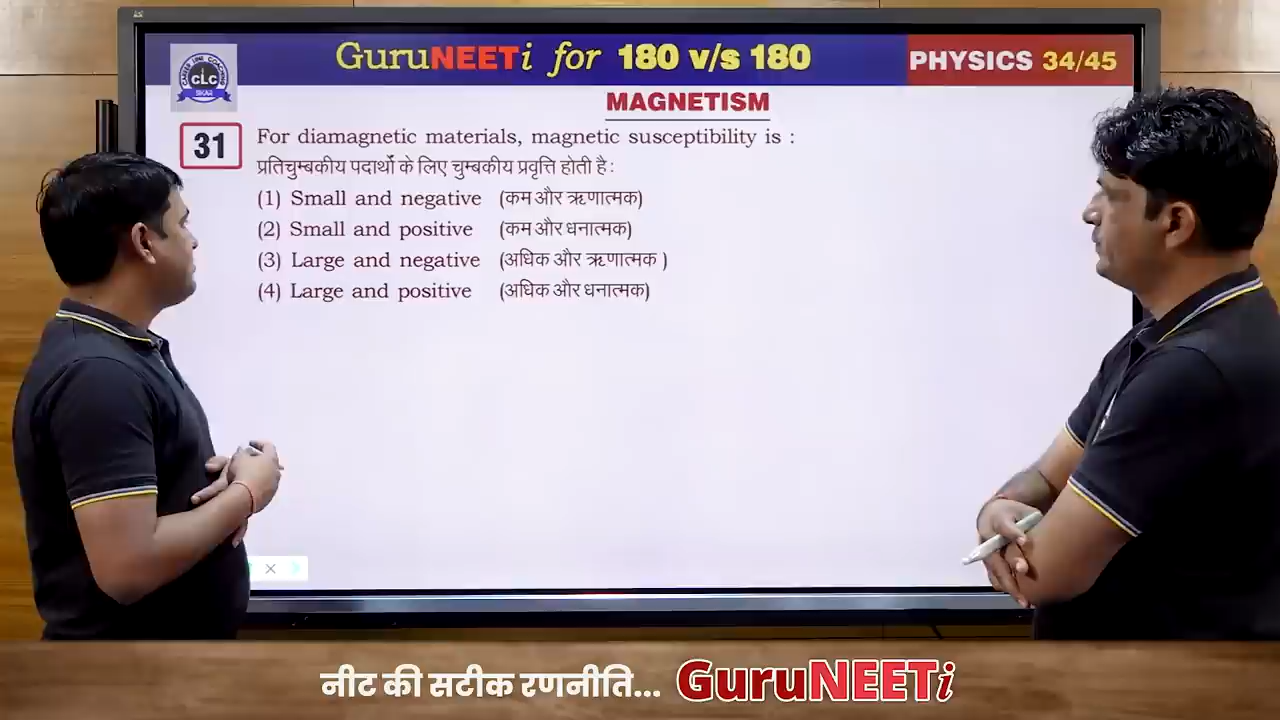 GuruNEETi for 180 v/s 180
PHYSICS 34/45
CLC
SIKAR
MAGNETISM
31
For diamagnetic materials, magnetic susceptibility is :
प्रतिचुम्बकीय पदार्थों के लिए चुम्बकीय प्रवृत्ति होती है :
(1) Small and negative (कम और ऋणात्मक)
(2) Small and positive (कम और धनात्मक)
(3) Large and negative (अधिक और ऋणात्मक )
(4) Large and positive (अधिक और धनात्मक)
नीट की सटीक रणनीति... GuruNEETi